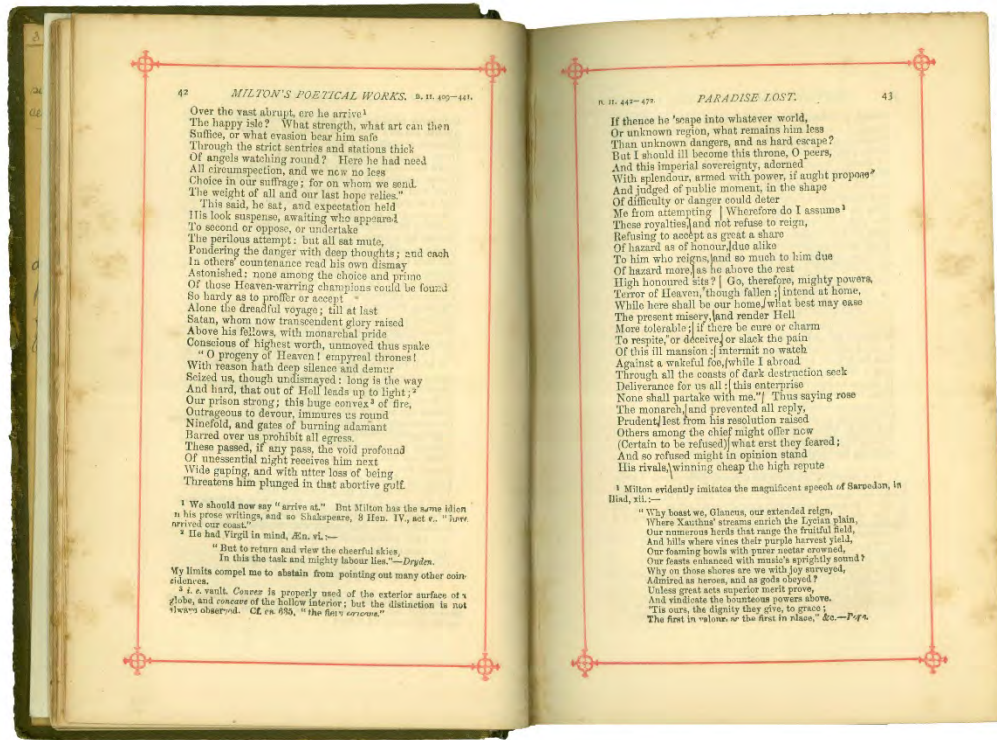 42 MILTON'S POETICAL WORKS. B. II. 409—441.
Over the vast abrupt, ere he arrive¹
The happy isle? What strength, what art can then
Suffice, or what evasion bear him safe
Through the strict sentries and stations thick
Of angels watching round? Here he had need
All circumspection, and we now no less
Choice in our suffrage; for on whom we send.
The weight of all and our last hope relies."
This said, he sat, and expectation held
His look suspense, awaiting who appeared
To second or oppose, or undertake
The perilous attempt: but all sat mute,
Pondering the danger with deep thoughts; and each
In others' countenance read his own dismay
Astonished: none among the choice and prime
Of those Heaven-warring champions could be found
So hardy as to proffer or accept
Alone the dreadful voyage; till at last
Satan, whom now transcendent glory raised
Above his fellows, with monarchal pride
Conscious of highest worth, unmoved thus spake
"O progeny of Heaven! empyreal thrones!
With reason hath deep silence and demur
Seized us, though undismayed: long is the way
And hard, that out of Hell leads up to light;²
Our prison strong; this huge convex³ of fire,
Outrageous to devour, immures us round
Ninefold, and gates of burning adamant
Barred over us prohibit all egress.
These passed, if any pass, the void profound
Of unessential night receives him next
Wide gaping, and with utter loss of being
Threatens him plunged in that abortive gulf.
¹ We should now say "arrive at." But Milton has the same idiom
n his prose writings, and so Shakspeare, 3 Hen. IV., act v. "have
arrived our coast."
² He had Virgil in mind, Æn. vi.:—
"But to return and view the cheerful skies,
In this the task and mighty labour lies."—Dryden.
My limits compel me to abstain from pointing out many other coin-
cidences.
³ i. e. vault. Convex is properly used of the exterior surface of a
globe, and concave of the hollow interior; but the distinction is not
always observed. Cf. ra. 635, "the fiery concave."
B. II. 442—472. PARADISE LOST. 43
If thence he 'scape into whatever world,
Or unknown region, what remains him less
Than unknown dangers, and as hard escape?
But I should ill become this throne, O peers,
And this imperial sovereignty, adorned
With splendour, armed with power, if aught propose
And judged of public moment, in the shape
Of difficulty or danger could deter
Me from attempting Wherefore do I assume¹
These royalties, and not refuse to reign,
Refusing to accept as great a share
Of hazard as of honour, due alike
To him who reigns, and so much to him due
Of hazard more, as he above the rest
High honoured sits? Go, therefore, mighty powers,
Terror of Heaven, though fallen; intend at home,
While here shall be our home, what best may ease
The present misery, and render Hell
More tolerable; if there be cure or charm
To respite, or deceive, or slack the pain
Of this ill mansion: intermit no watch
Against a wakeful foe, while I abroad
Through all the coasts of dark destruction seek
Deliverance for us all: this enterprise
None shall partake with me." Thus saying rose
The monarch, and prevented all reply,
Prudent, lest from his resolution raised
Others among the chief might offer now
(Certain to be refused) what erst they feared;
And so refused might in opinion stand
His rivals, winning cheap the high repute
¹ Milton evidently imitates the magnificent speech of Sarpedon, in
Iliad, xii.:—
"Why boast we, Glaucus, our extended reign,
Where Xanthus' streams enrich the Lycian plain,
Our numerous herds that range the fruitful field,
And hills where vines their purple harvest yield,
Our foaming bowls with purer nectar crowned,
Our feasts enhanced with music's sprightly sound?
Why on those shores are we with joy surveyed,
Admired as heroes, and as gods obeyed?
Unless great acts superior merit prove,
And vindicate the bounteous powers above.
'Tis ours, the dignity they give, to grace;
The first in valour, as the first in place," &c.—Pope.